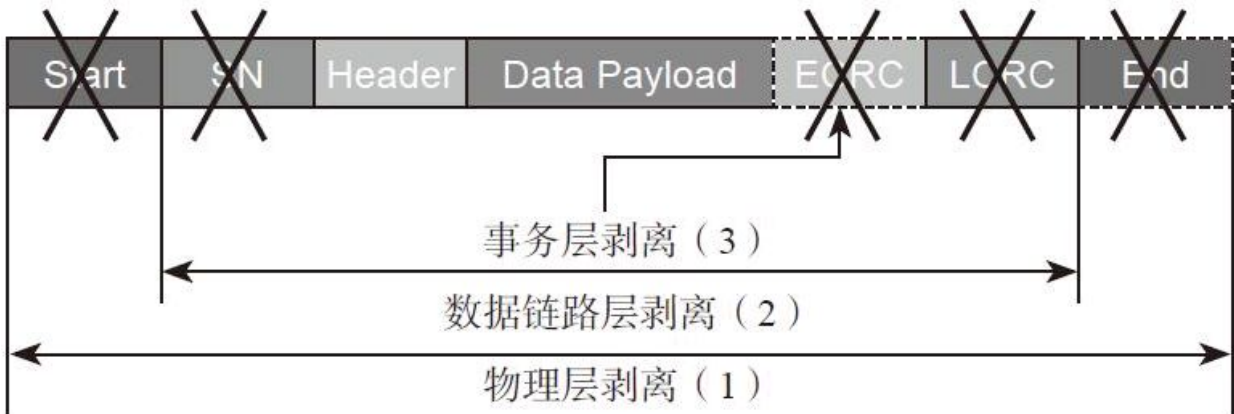 Start SN Header Data Payload ECRC LCRC End
事务层剥离（3）
数据链路层剥离（2）
物理层剥离（1）